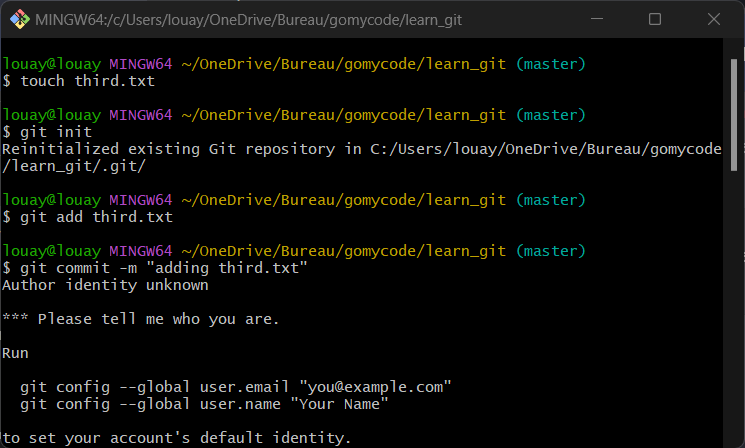 MINGW64:/c/Users/louay/OneDrive/Bureau/gomycode/learn_git
louay@louay MINGW64 ~/OneDrive/Bureau/gomycode/learn_git (master)
$ touch third.txt
louay@louay MINGW64 ~/OneDrive/Bureau/gomycode/learn_git (master)
$ git init
Reinitialized existing Git repository in C:/Users/louay/OneDrive/Bureau/gomycode
/learn_git/.git/
louay@louay MINGW64 ~/OneDrive/Bureau/gomycode/learn_git (master)
$ git add third.txt
louay@louay MINGW64 ~/OneDrive/Bureau/gomycode/learn_git (master)
$ git commit -m "adding third.txt"
Author identity unknown
*** Please tell me who you are.
Run
  git config --global user.email "you@example.com"
  git config --global user.name "Your Name"
to set your account's default identity.